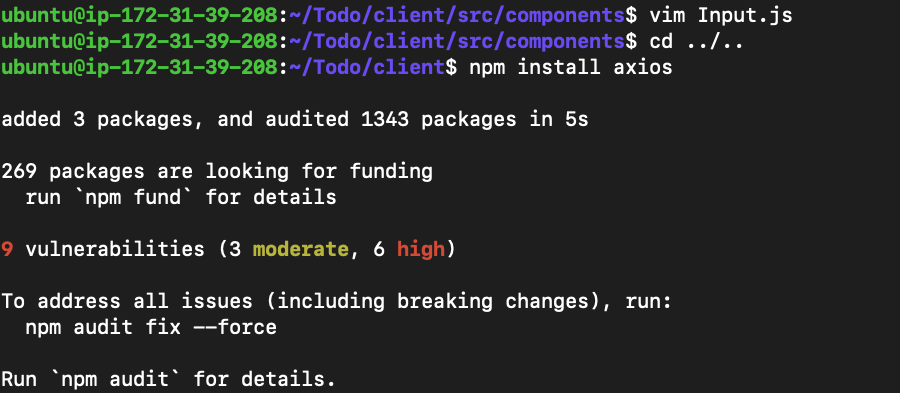 ubuntu@ip-172-31-39-208:~/Todo/client/src/components$ vim Input.js
ubuntu@ip-172-31-39-208:~/Todo/client/src/components$ cd ../..
ubuntu@ip-172-31-39-208:~/Todo/client$ npm install axios
added 3 packages, and audited 1343 packages in 5s
269 packages are looking for funding
  run `npm fund` for details
9 vulnerabilities (3 moderate, 6 high)
To address all issues (including breaking changes), run:
  npm audit fix --force
Run `npm audit` for details.